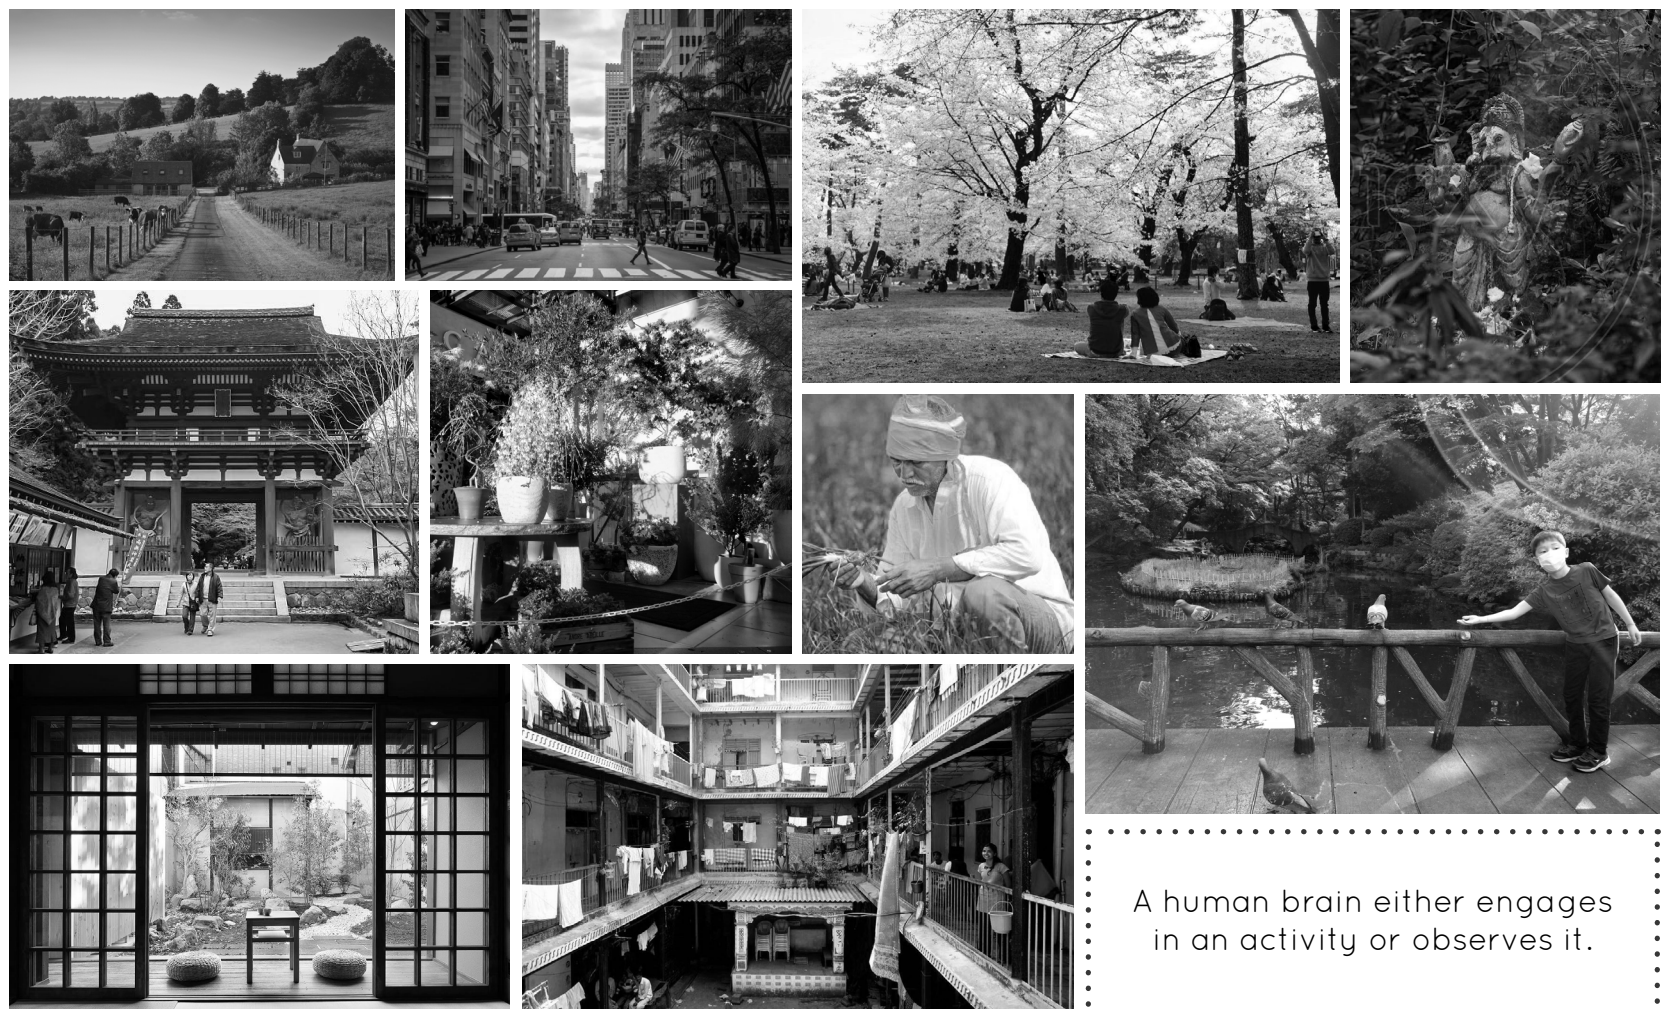 A human brain either engages
in an activity or observes it.